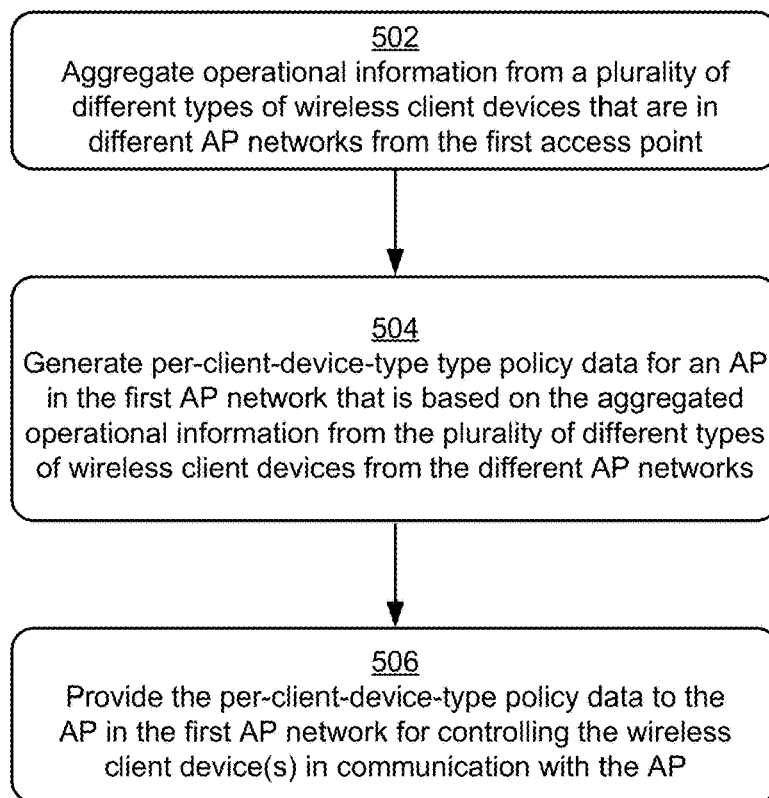 502
Aggregate operational information from a plurality of
different types of wireless client devices that are in
different AP networks from the first access point
504
Generate per-client-device-type type policy data for an AP
in the first AP network that is based on the aggregated
operational information from the plurality of different types
of wireless client devices from the different AP networks
506
Provide the per-client-device-type policy data to the
AP in the first AP network for controlling the wireless
client device(s) in communication with the AP